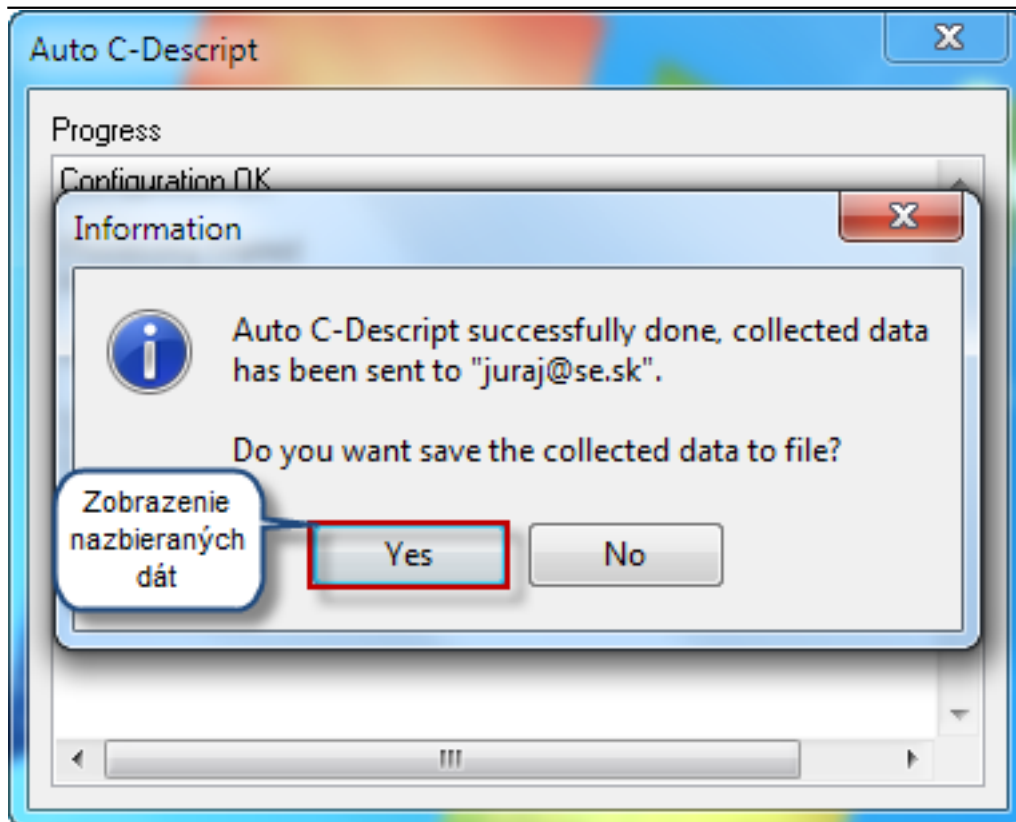 Auto C-Descript
Progress
Configuration OK
Information
Auto C-Descript successfully done, collected data
has been sent to "juraj@se.sk".
Do you want save the collected data to file?
Zobrazenie
nazbieraných
dát
Yes
No